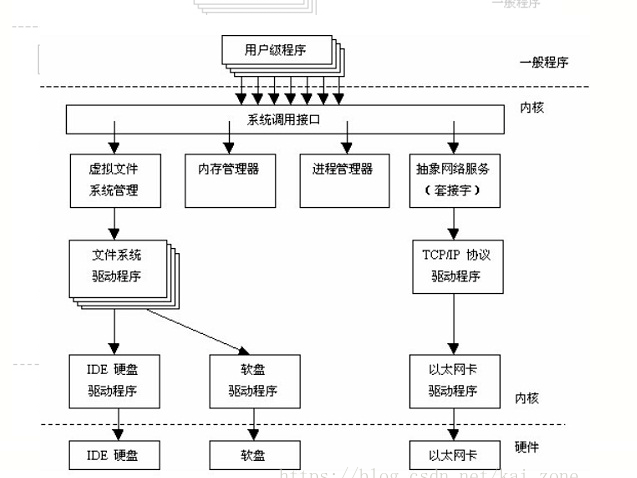 一般程序
用户级程序
一般程序
内核
系统调用接口
虚拟文件
系统管理
内存管理器
进程管理器
抽象网络服务
（套接字）
文件系统
驱动程序
TCP/IP 协议
驱动程序
IDE 硬盘
驱动程序
软盘
驱动程序
以太网卡
驱动程序
内核
硬件
IDE 硬盘
软盘
以太网卡
https://blog.csdn.net/kai_zone